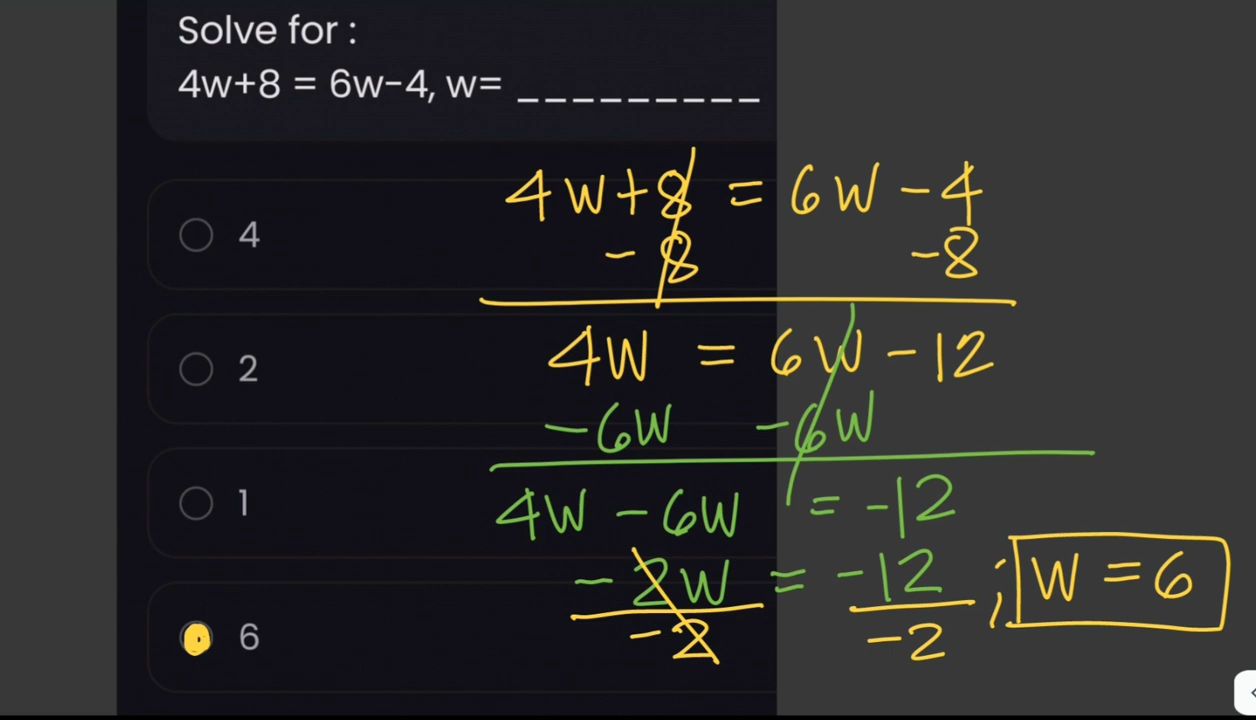 Solve for :
4w+8 = 6w-4, w= _________
4w+8 = 6w-4
-8 -8
4
4w = 6w-12
2
-6w -6w
4w-6w = -12
1
-2w = -12 ; w=6
-2 -2
6